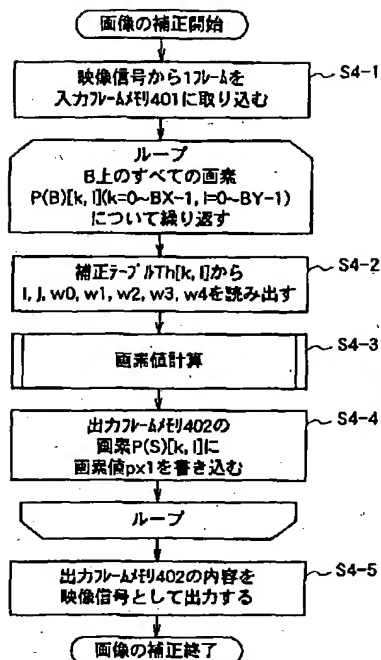 画像の補正開始
映像信号から1フレームを
入力フレームメモリ401に取り込む
S4-1
ループ
B上のすべての画素
P(B)[k, l](k=0~BX-1, l=0~BY-1)
について繰り返す
補正テーブルTh[k, l]から
i, j, w0, w1, w2, w3, w4を読み出す
S4-2
画素値計算
S4-3
出力フレームメモリ402の
画素P(S)[k, l]に
画素値px1を書き込む
S4-4
ループ
出力フレームメモリ402の内容を
映像信号として出力する
S4-5
画像の補正終了